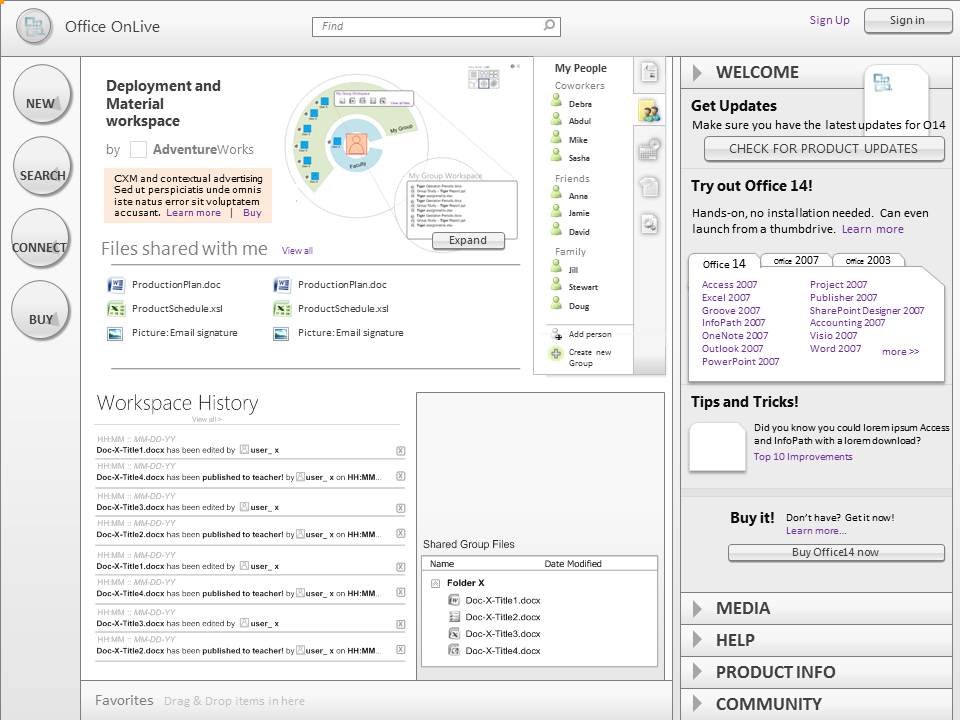 Office OnLive
Find
Sign Up
Sign in
NEW
SEARCH
CONNECT
BUY
Deployment and
Material
workspace
by AdventureWorks
CXM and contextual advertising
Sed ut perspiciatis unde omnis
iste natus error sit voluptatem
accusant. Learn more | Buy
My Group
Faculty
My Group Workspace
Expand
Files shared with me View all
ProductionPlan.doc
ProductSchedule.xsl
Picture: Email signature
ProductionPlan.doc
ProductSchedule.xsl
Picture: Email signature
My People
Coworkers
Debra
Abdul
Mike
Sasha
Friends
Anna
Jamie
David
Family
Jill
Stewart
Doug
Add person
Create new
Group
Workspace History
View all >
HH:MM :: MM-DD-YY
Doc-X-Title1.docx has been edited by user_ x
HH:MM :: MM-DD-YY
Doc-X-Title4.docx has been published to teacher! by user_ x on HH:MM...
HH:MM :: MM-DD-YY
Doc-X-Title3.docx has been edited by user_ x
HH:MM :: MM-DD-YY
Doc-X-Title2.docx has been published to teacher! by user_ x on HH:MM...
HH:MM :: MM-DD-YY
Doc-X-Title1.docx has been edited by user_ x
HH:MM :: MM-DD-YY
Doc-X-Title4.docx has been published to teacher! by user_ x on HH:MM...
HH:MM :: MM-DD-YY
Doc-X-Title3.docx has been edited by user_ x
HH:MM :: MM-DD-YY
Doc-X-Title2.docx has been published to teacher! by user_ x on HH:MM...
Shared Group Files
Name Date Modified
Folder X
Doc-X-Title1.docx
Doc-X-Title2.docx
Doc-X-Title3.docx
Doc-X-Title4.docx
Favorites Drag & Drop items in here
WELCOME
Get Updates
Make sure you have the latest updates for O14
CHECK FOR PRODUCT UPDATES
Try out Office 14!
Hands-on, no installation needed. Can even
launch from a thumbdrive. Learn more
Office 14 Office 2007 Office 2003
Access 2007
Excel 2007
Groove 2007
InfoPath 2007
OneNote 2007
Outlook 2007
PowerPoint 2007
Project 2007
Publisher 2007
SharePoint Designer 2007
Accounting 2007
Visio 2007
Word 2007
more >>
Tips and Tricks!
Did you know you could lorem ipsum Access
and InfoPath with a lorem download?
Top 10 Improvements
Buy it! Don't have? Get it now!
Learn more...
Buy Office14 now
MEDIA
HELP
PRODUCT INFO
COMMUNITY